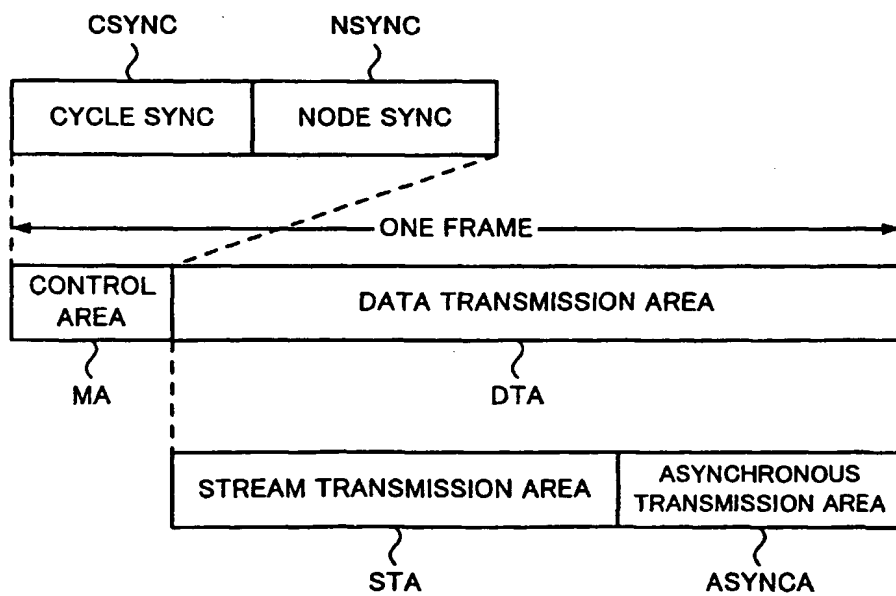 CSYNC NSYNC
CYCLE SYNC NODE SYNC
ONE FRAME
CONTROL
AREA
DATA TRANSMISSION AREA
MA DTA
STREAM TRANSMISSION AREA
ASYNCHRONOUS
TRANSMISSION AREA
STA ASYNCA